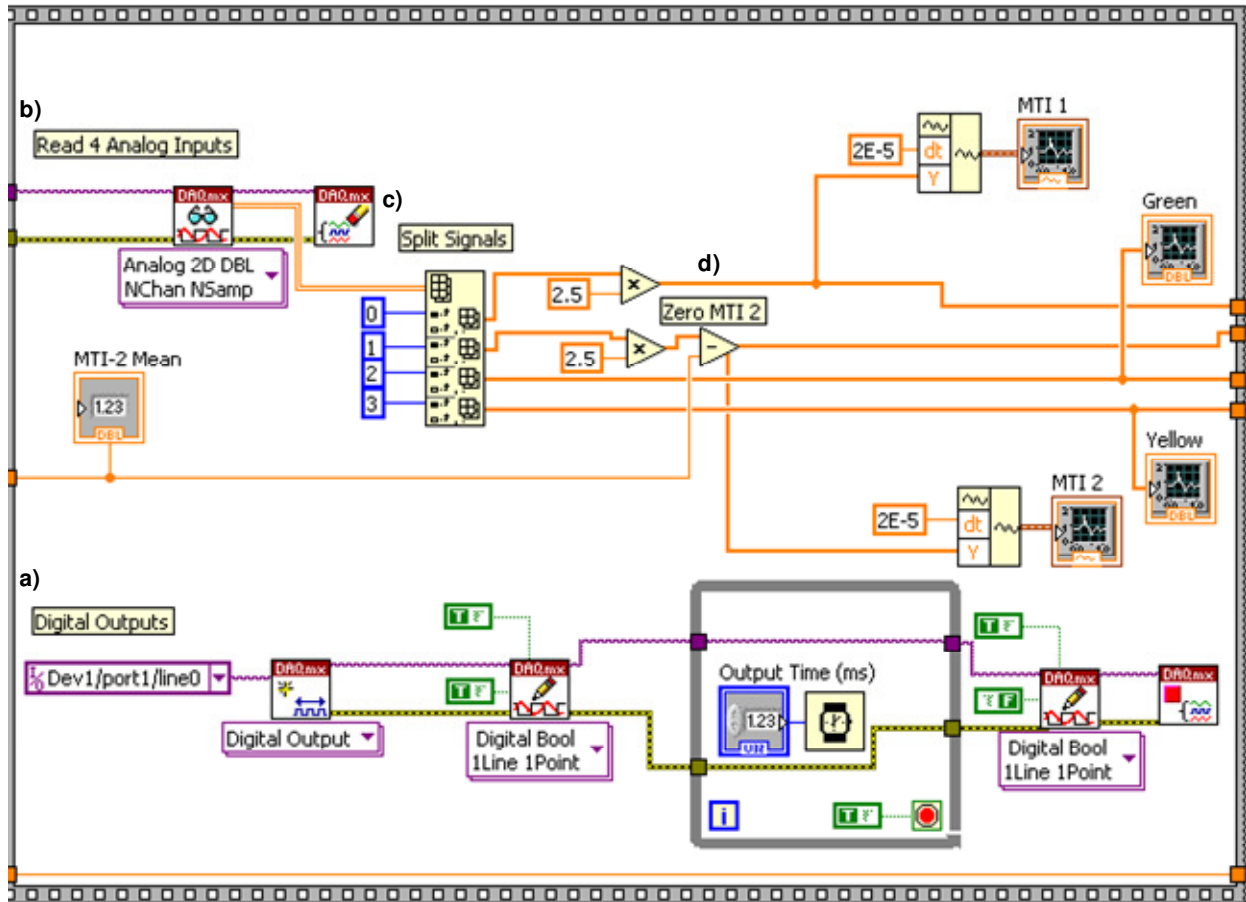 b)
Read 4 Analog Inputs
DAQmx
DAQmx
c)
Analog 2D DBL
NChan NSamp
Split Signals
0
1
2
3
2.5
2.5
d)
Zero MTI 2
MTI 1
2E-5
dt
Y
Green
DBL
MTI-2 Mean
1.23
DBL
Yellow
DBL
MTI 2
2E-5
dt
Y
a)
Digital Outputs
Dev1/port1/line0
DAQmx
Digital Output
T
T
DAQmx
Digital Bool
1Line 1Point
Output Time (ms)
1.23
U32
i
T
T
F
DAQmx
Digital Bool
1Line 1Point
DAQmx